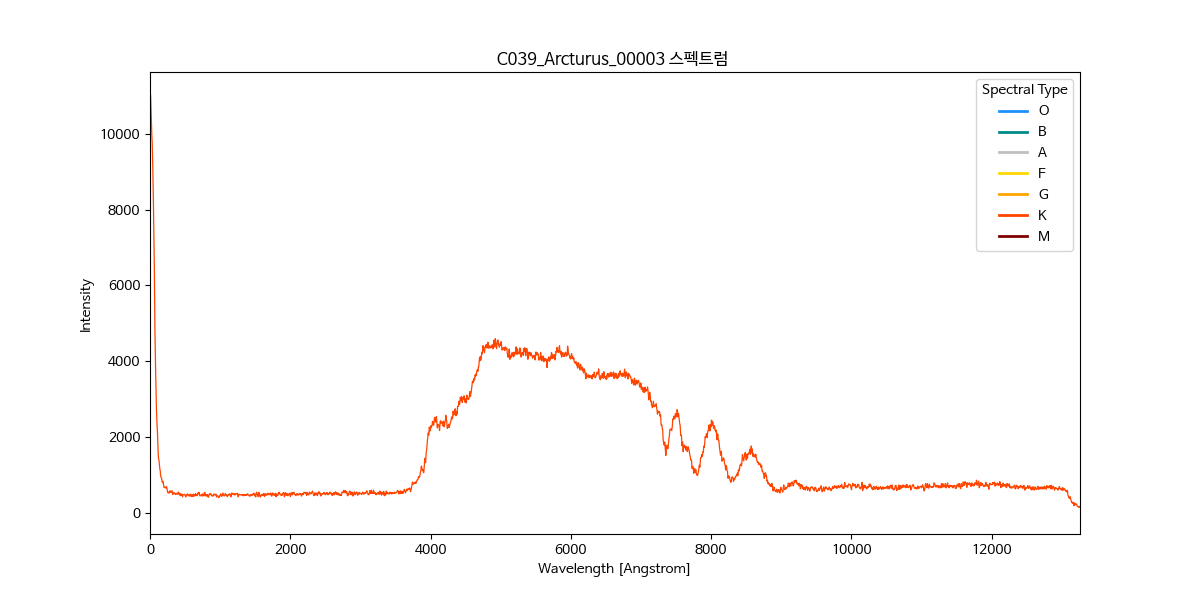 C039_Arcturus_00003 스펙트럼
Spectral Type
O
B
A
F
G
K
M
Intensity
10000
8000
6000
4000
2000
0
0 2000 4000 6000 8000 10000 12000
Wavelength [Angstrom]